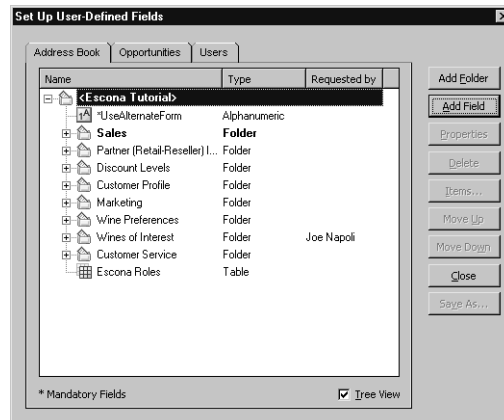 Set Up User-Defined Fields
Address Book Opportunities Users
Name Type Requested by
<Escona Tutorial>
*UseAlternateForm Alphanumeric
Sales Folder
Partner (Retail-Reseller) I... Folder
Discount Levels Folder
Customer Profile Folder
Marketing Folder
Wine Preferences Folder
Wines of Interest Folder Joe Napoli
Customer Service Folder
Escona Roles Table
* Mandatory Fields
Tree View
Add Folder
Add Field
Properties
Delete
Items...
Move Up
Move Down
Close
Save As...